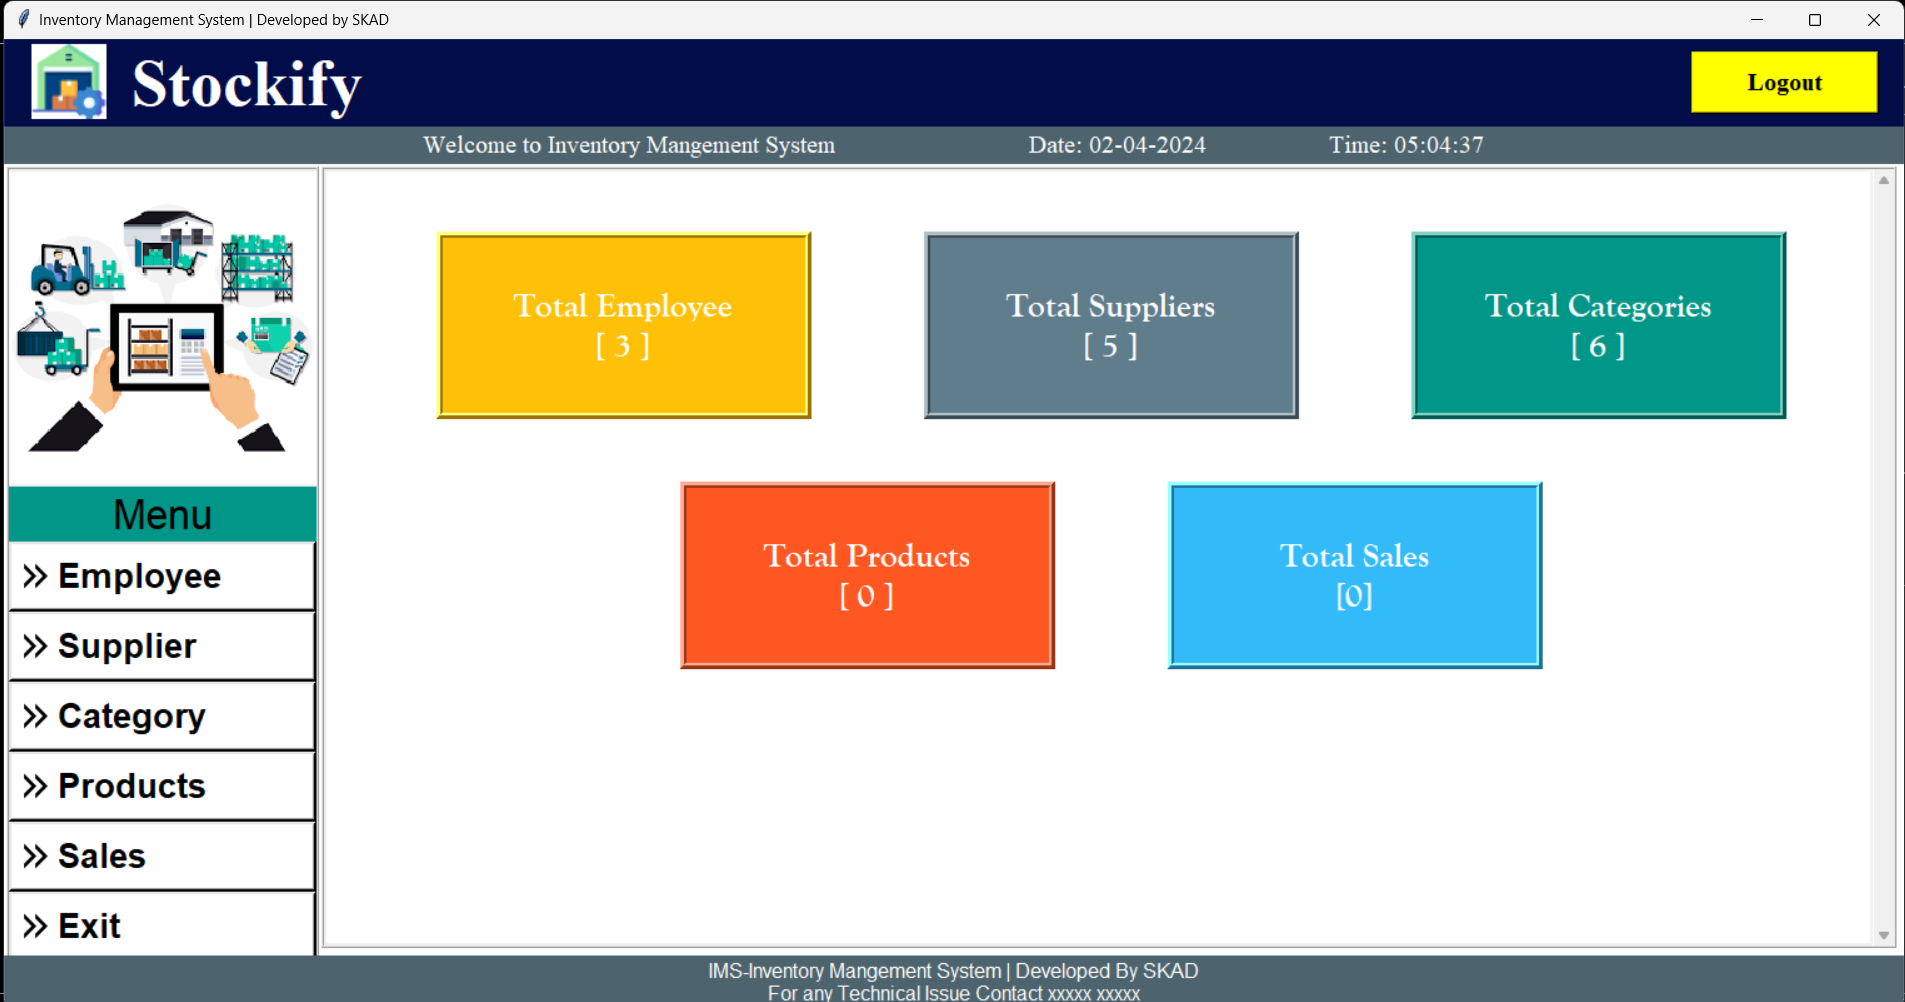 Inventory Management System | Developed by SKAD
Stockify
Logout
Welcome to Inventory Mangement System
Date: 02-04-2024
Time: 05:04:37
Total Employee
[ 3 ]
Total Suppliers
[ 5 ]
Total Categories
[ 6 ]
Total Products
[ 0 ]
Total Sales
[0]
Menu
» Employee
» Supplier
» Category
» Products
» Sales
» Exit
IMS-Inventory Mangement System | Developed By SKAD
For any Technical Issue Contact xxxxx xxxxx